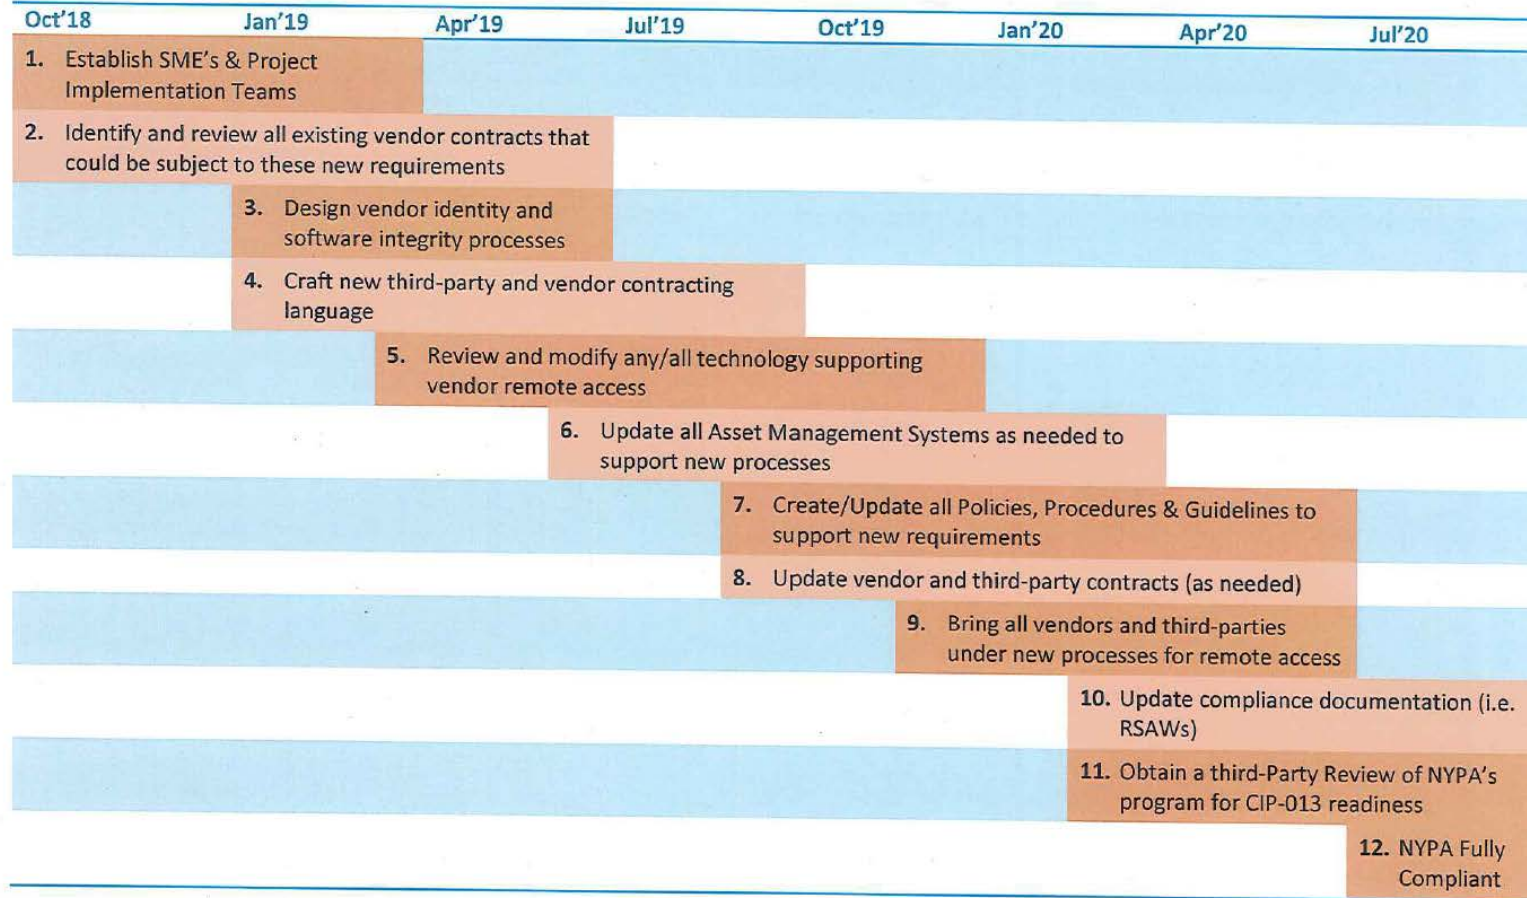 Oct'18 Jan'19 Apr'19 Jul'19 Oct'19 Jan'20 Apr'20 Jul'20
1. Establish SME's & Project
Implementation Teams
2. Identify and review all existing vendor contracts that
could be subject to these new requirements
3. Design vendor identity and
software integrity processes
4. Craft new third-party and vendor contracting
language
5. Review and modify any/all technology supporting
vendor remote access
6. Update all Asset Management Systems as needed to
support new processes
7. Create/Update all Policies, Procedures & Guidelines to
support new requirements
8. Update vendor and third-party contracts (as needed)
9. Bring all vendors and third-parties
under new processes for remote access
10. Update compliance documentation (i.e.
RSAWs)
11. Obtain a third-Party Review of NYPA's
program for CIP-013 readiness
12. NYPA Fully
Compliant